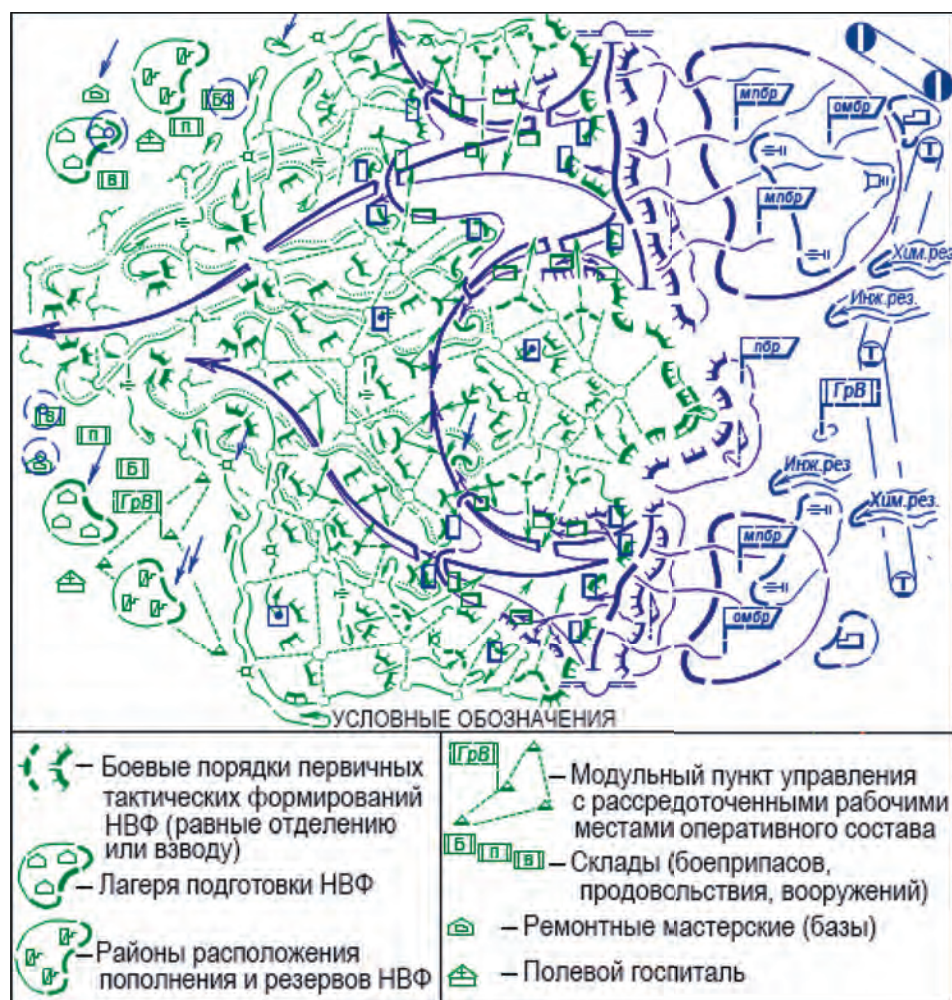 мпбр
омбр
БФ
П
В
мпбр
Т
Хим.рез
Инж.рез
пбр
Т
ГрВ
П
Б
ГрВ
Инж.рез
Хим.рез.
мпбр
Т
омбр
УСЛОВНЫЕ ОБОЗНАЧЕНИЯ
– Боевые порядки первичных
тактических формирований
НВФ (равные отделению
или взводу)
– Лагеря подготовки НВФ
– Районы расположения
пополнения и резервов НВФ
ГрВ
– Модульный пункт управления
с рассредоточенными рабочими
местами оперативного состава
Б П В
– Склады (боеприпасов,
продовольствия, вооружений)
– Ремонтные мастерские (базы)
– Полевой госпиталь